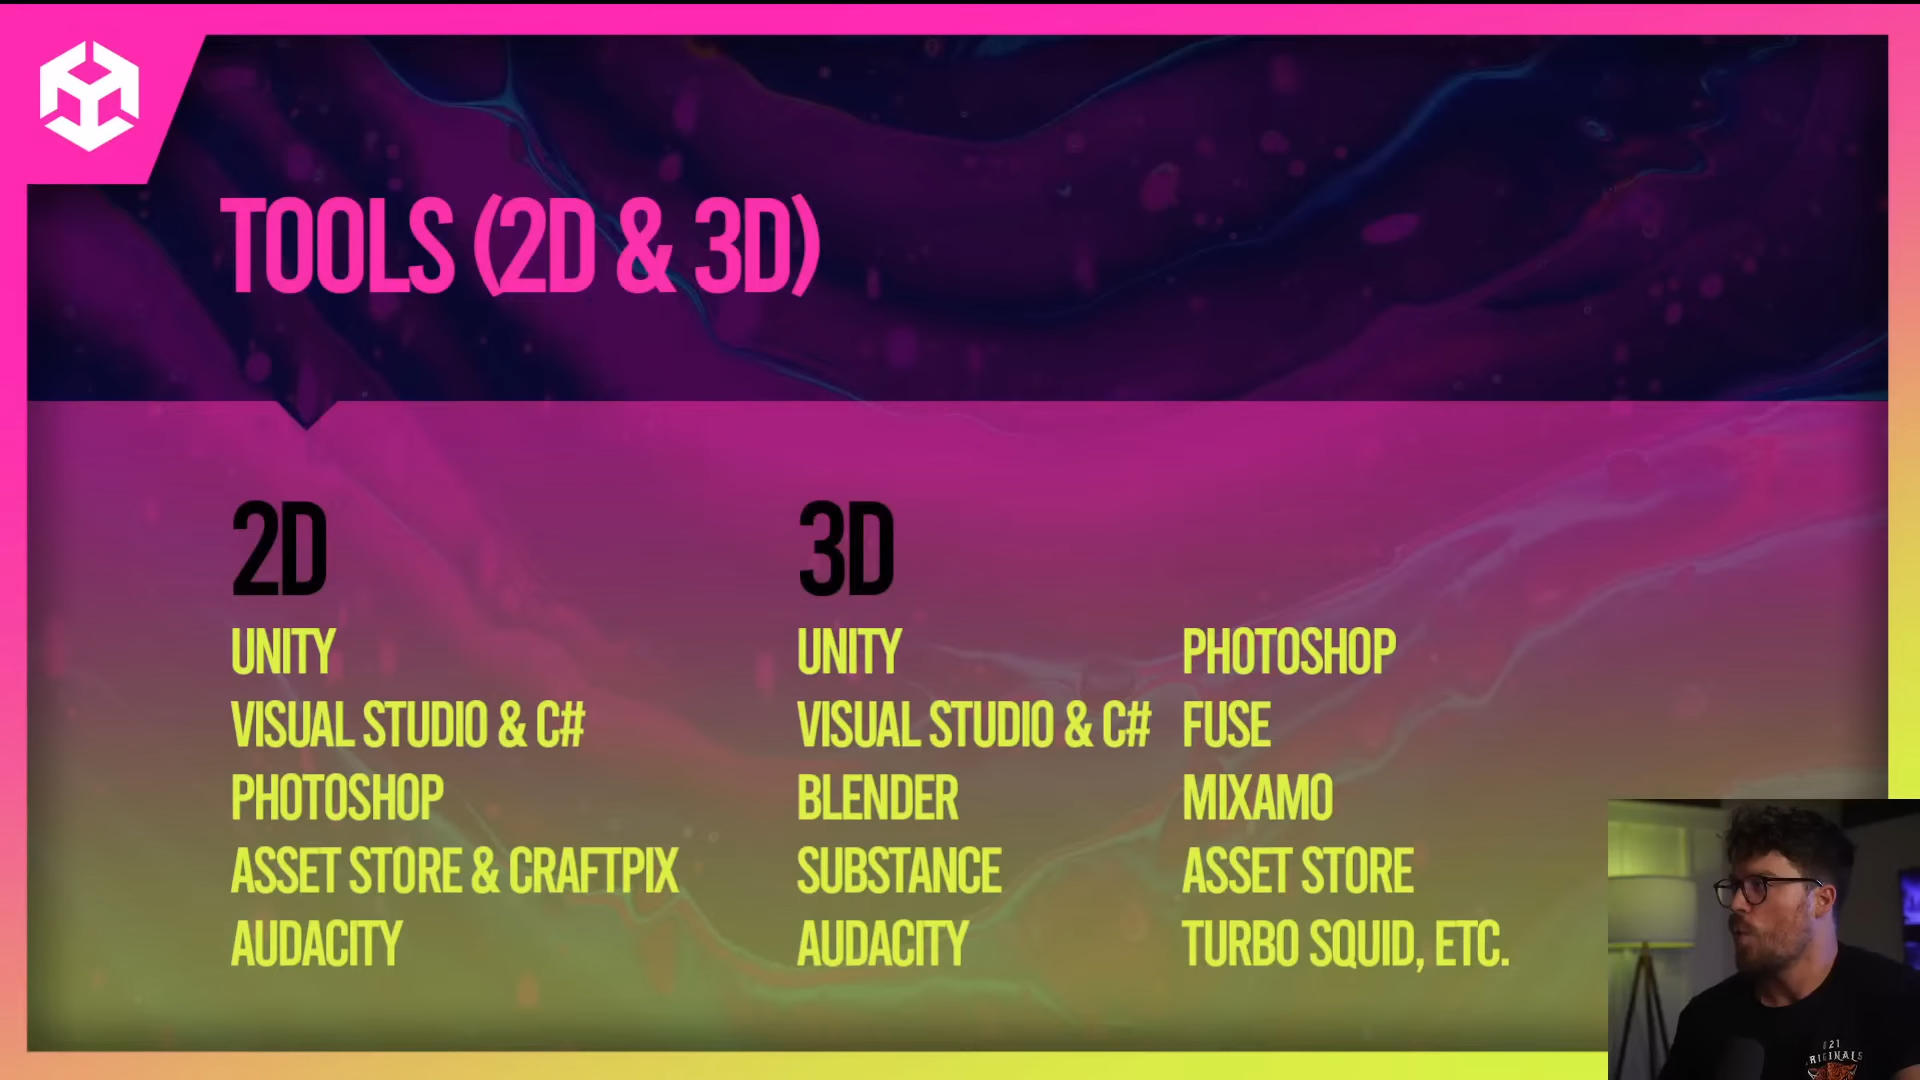 TOOLS (2D & 3D)
2D
UNITY
VISUAL STUDIO & C#
PHOTOSHOP
ASSET STORE & CRAFTPIX
AUDACITY
3D
UNITY
VISUAL STUDIO & C#
BLENDER
SUBSTANCE
AUDACITY
PHOTOSHOP
FUSE
MIXAMO
ASSET STORE
TURBO SQUID, ETC.